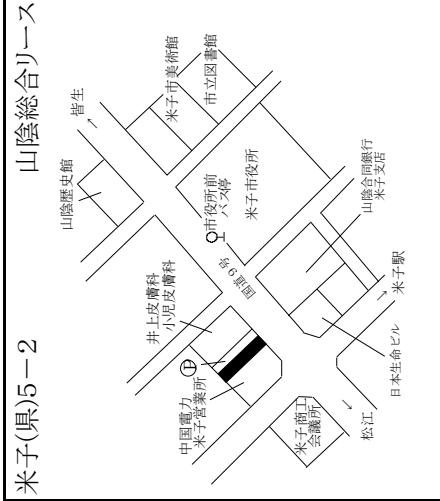 米子(県)5-2
山陰総合リース
山陰歴史館
皆生
→
米子市美術館
市立図書館
市役所前
バス停
米子市役所
国道9号
井上皮膚科
小児皮膚科
P
中国電力
米子営業所
山陰合同銀行
米子支店
米子駅
→
日本生命ビル
米子商工
会議所
←
松江